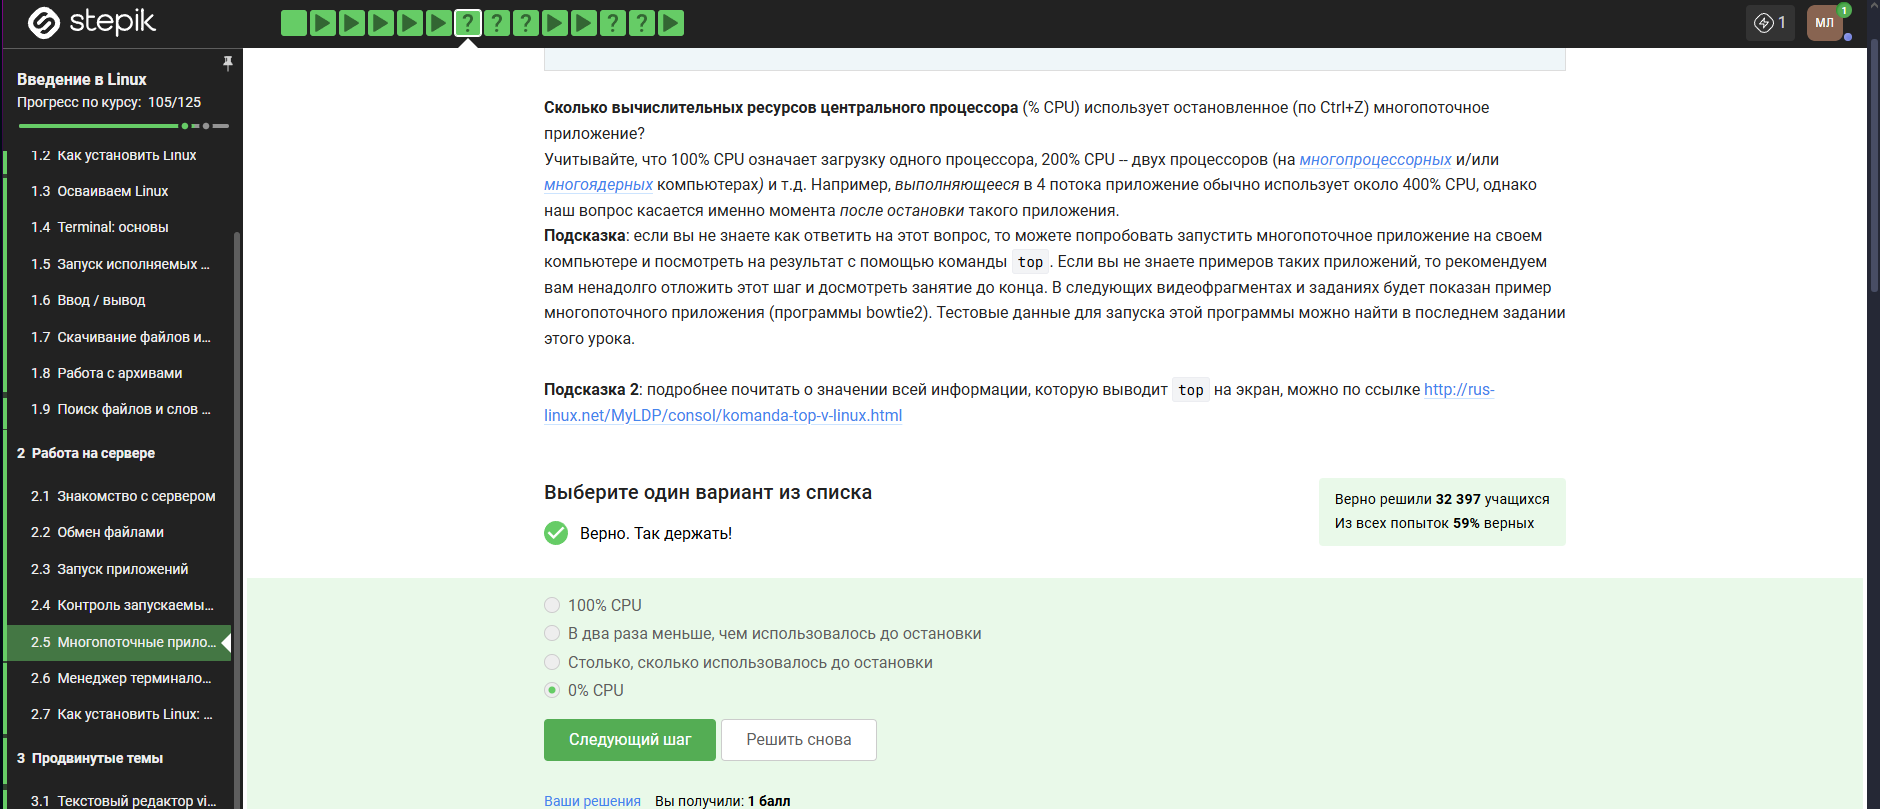 stepik
? ? ? ? ?
1
МЛ
1
Введение в Linux
Прогресс по курсу: 105/125
1.2 Как установить Linux
1.3 Осваиваем Linux
1.4 Terminal: основы
1.5 Запуск исполняемых ...
1.6 Ввод / вывод
1.7 Скачивание файлов и...
1.8 Работа с архивами
1.9 Поиск файлов и слов ...
2 Работа на сервере
2.1 Знакомство с сервером
2.2 Обмен файлами
2.3 Запуск приложений
2.4 Контроль запускаемы...
2.5 Многопоточные прило...
2.6 Менеджер терминало...
2.7 Как установить Linux: ...
3 Продвинутые темы
3.1 Текстовый редактор vi...
Сколько вычислительных ресурсов центрального процессора (% CPU) использует остановленное (по Ctrl+Z) многопоточное
приложение?
Учитывайте, что 100% CPU означает загрузку одного процессора, 200% CPU -- двух процессоров (на многопроцессорных и/или
многоядерных компьютерах) и т.д. Например, выполняющееся в 4 потока приложение обычно использует около 400% CPU, однако
наш вопрос касается именно момента после остановки такого приложения.
Подсказка: если вы не знаете как ответить на этот вопрос, то можете попробовать запустить многопоточное приложение на своем
компьютере и посмотреть на результат с помощью команды top. Если вы не знаете примеров таких приложений, то рекомендуем
вам ненадолго отложить этот шаг и досмотреть занятие до конца. В следующих видеофрагментах и заданиях будет показан пример
многопоточного приложения (программы bowtie2). Тестовые данные для запуска этой программы можно найти в последнем задании
этого урока.
Подсказка 2: подробнее почитать о значении всей информации, которую выводит top на экран, можно по ссылке http://rus-
linux.net/MyLDP/consol/komanda-top-v-linux.html
Выберите один вариант из списка
Верно. Так держать!
Верно решили 32 397 учащихся
Из всех попыток 59% верных
100% CPU
В два раза меньше, чем использовалось до остановки
Столько, сколько использовалось до остановки
0% CPU
Следующий шаг
Решить снова
Ваши решения Вы получили: 1 балл